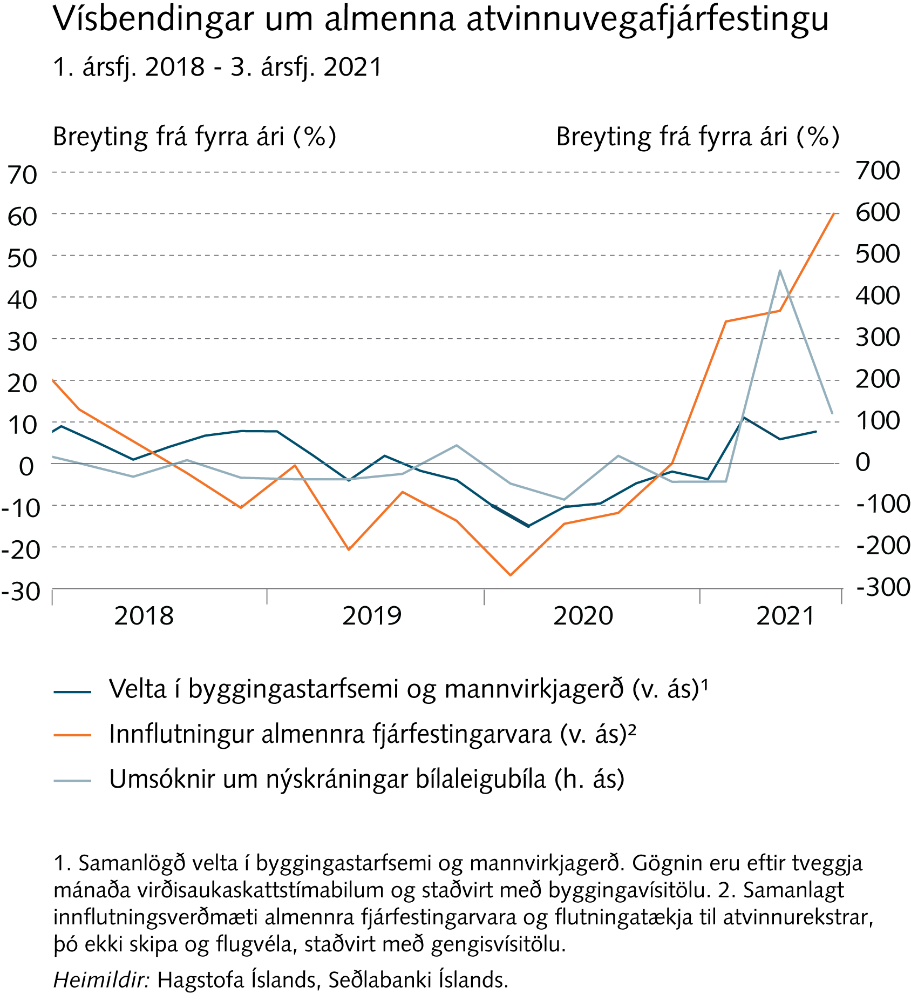 Vísbendingar um almenna atvinnuvegafjárfestingu
1. ársfj. 2018 - 3. ársfj. 2021
Breyting frá fyrra ári (%)
Breyting frá fyrra ári (%)
70
700
60
600
50
500
40
400
30
300
20
200
10
100
0
0
-10
-100
-20
-200
-30
-300
2018
2019
2020
2021
Velta í byggingastarfsemi og mannvirkjagerð (v. ás)¹
Innflutningur almennra fjárfestingarvara (v. ás)²
Umsóknir um nýskráningar bílaleigubíla (h. ás)
1. Samanlögð velta í byggingastarfsemi og mannvirkjagerð. Gögnin eru eftir tveggja
mánaða virðisaukaskattstímabilum og staðvirt með byggingavísitölu. 2. Samanlagt
innflutningsverðmæti almennra fjárfestingarvara og flutningatækja til atvinnurekstrar,
þó ekki skipa og flugvéla, staðvirt með gengisvísitölu.
Heimildir: Hagstofa Íslands, Seðlabanki Íslands.